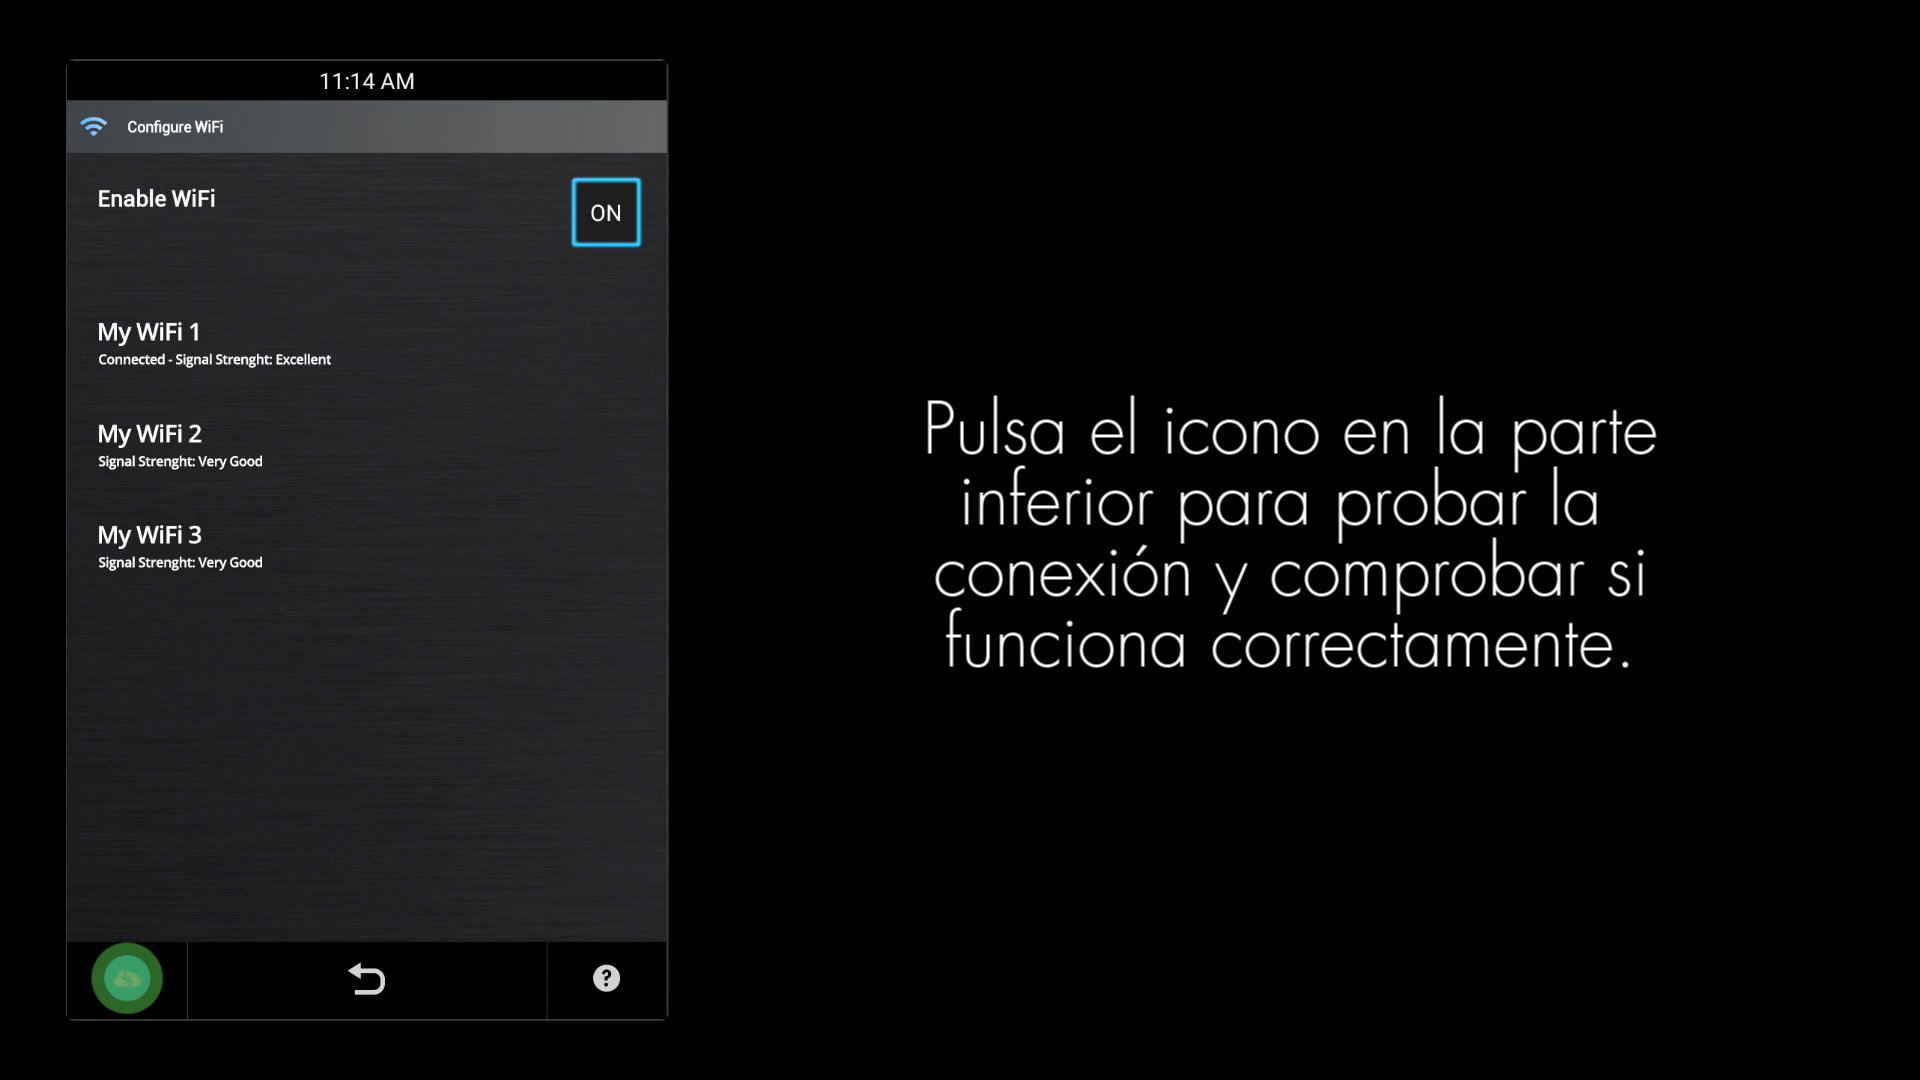 11:14 AM
Configure WiFi
Enable WiFi
ON
My WiFi 1
Connected - Signal Strenght: Excellent
My WiFi 2
Signal Strenght: Very Good
My WiFi 3
Signal Strenght: Very Good
?
Pulsa el icono en la parte
inferior para probar la
conexión y comprobar si
funciona correctamente.